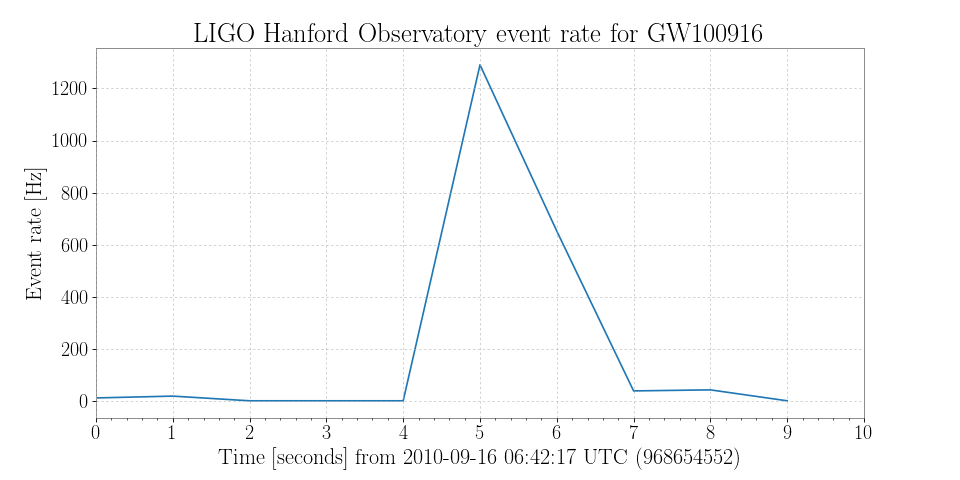 LIGO Hanford Observatory event rate for GW100916
Event rate [Hz]
1200
1000
800
600
400
200
0
0 1 2 3 4 5 6 7 8 9 10
Time [seconds] from 2010-09-16 06:42:17 UTC (968654552)